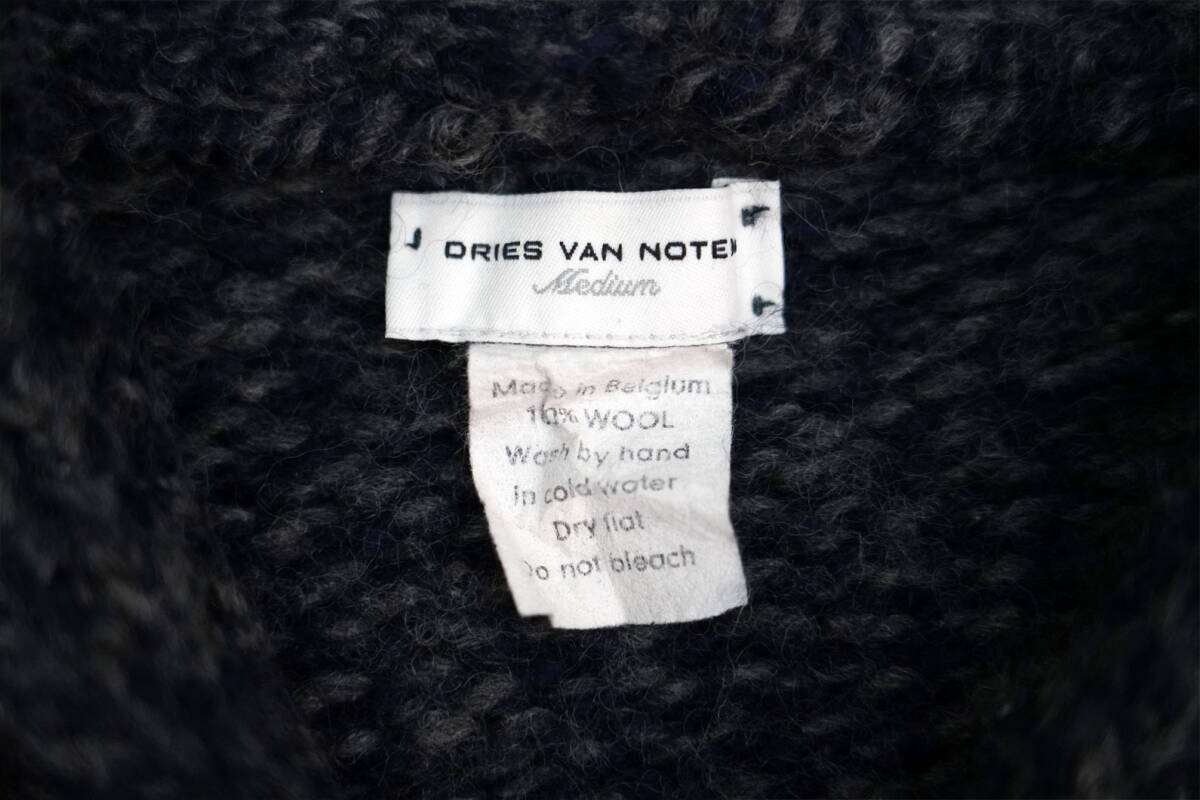 DRIES VAN NOTEN
Medium
Made in Belgium
10% WOOL
Wash by hand
in cold water
Dry flat
Do not bleach